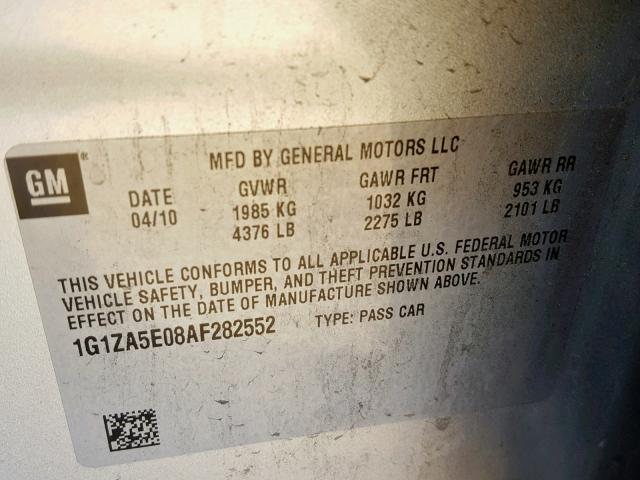 GM®
MFD BY GENERAL MOTORS LLC
DATE GVWR GAWR FRT GAWR RR
04/10 1985 KG 1032 KG 953 KG
4376 LB 2275 LB 2101 LB
THIS VEHICLE CONFORMS TO ALL APPLICABLE U.S. FEDERAL MOTOR
VEHICLE SAFETY, BUMPER, AND THEFT PREVENTION STANDARDS IN
EFFECT ON THE DATE OF MANUFACTURE SHOWN ABOVE.
1G1ZA5E08AF282552 TYPE: PASS CAR